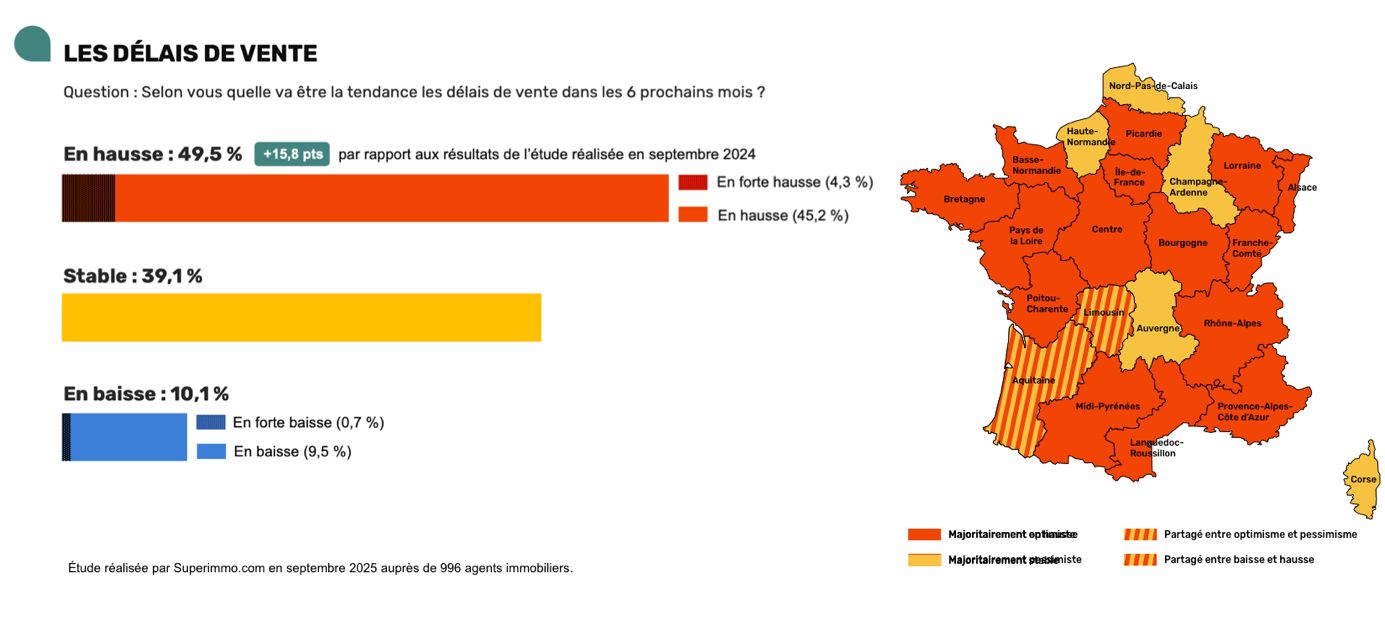 LES DÉLAIS DE VENTE
Question : Selon vous quelle va être la tendance les délais de vente dans les 6 prochains mois ?
En hausse : 49,5 % +15,8 pts par rapport aux résultats de l'étude réalisée en septembre 2024
En forte hausse (4,3 %)
En hausse (45,2 %)
Stable : 39,1 %
En baisse : 10,1 %
En forte baisse (0,7 %)
En baisse (9,5 %)
Étude réalisée par Superimmo.com en septembre 2025 auprès de 996 agents immobiliers.
Nord-Pas-de-Calais
Haute-
Normandie
Picardie
Basse-
Normandie
Île-de-
France
Champagne-
Ardenne
Lorraine
Alsace
Bretagne
Pays de
la Loire
Centre
Bourgogne
Franche-
Comté
Poitou-
Charente
Limousin
Auvergne
Rhône-Alpes
Aquitaine
Midi-Pyrénées
Provence-Alpes-
Côte d'Azur
Languedoc-
Roussillon
Corse
Majoritairement
Partagé entre optimisme et pessimisme
Majoritairement
Partagé entre baisse et hausse